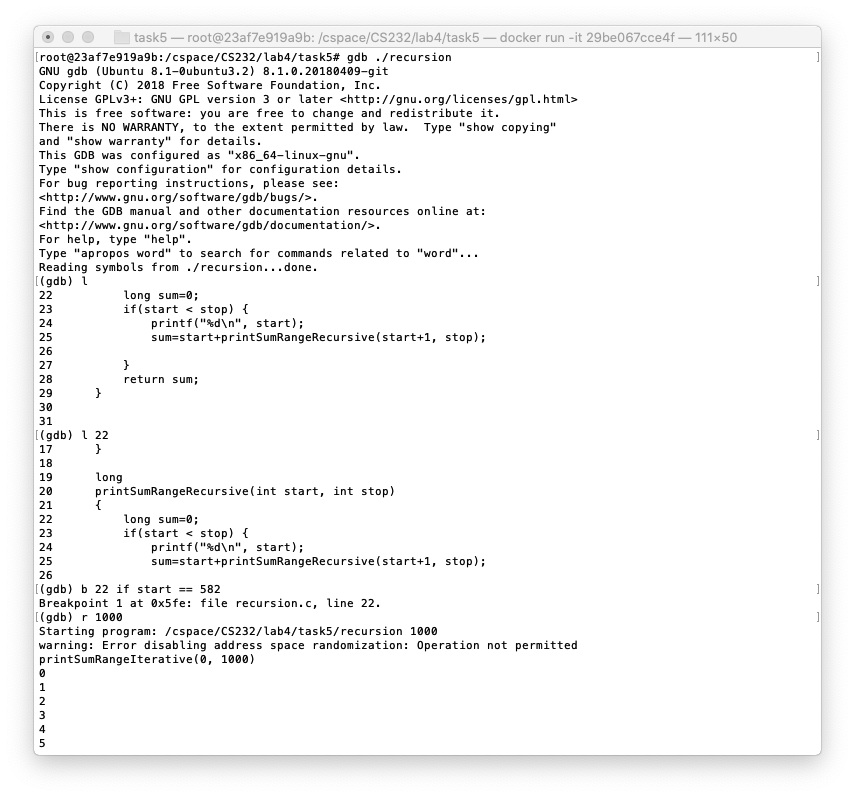 task5 — root@23af7e919a9b: /cspace/CS232/lab4/task5 — docker run -it 29be067cce4f — 111×50
[root@23af7e919a9b:/cspace/CS232/lab4/task5# gdb ./recursion ]
GNU gdb (Ubuntu 8.1-0ubuntu3.2) 8.1.0.20180409-git
Copyright (C) 2018 Free Software Foundation, Inc.
License GPLv3+: GNU GPL version 3 or later <http://gnu.org/licenses/gpl.html>
This is free software: you are free to change and redistribute it.
There is NO WARRANTY, to the extent permitted by law.  Type "show copying"
and "show warranty" for details.
This GDB was configured as "x86_64-linux-gnu".
Type "show configuration" for configuration details.
For bug reporting instructions, please see:
<http://www.gnu.org/software/gdb/bugs/>.
Find the GDB manual and other documentation resources online at:
<http://www.gnu.org/software/gdb/documentation/>.
For help, type "help".
Type "apropos word" to search for commands related to "word"...
Reading symbols from ./recursion...done.
[(gdb) l ]
22          long sum=0;
23          if(start < stop) {
24              printf("%d\n", start);
25              sum=start+printSumRangeRecursive(start+1, stop);
26
27          }
28          return sum;
29      }
30
31
[(gdb) l 22 ]
17      }
18
19          long
20      printSumRangeRecursive(int start, int stop)
21      {
22          long sum=0;
23          if(start < stop) {
24              printf("%d\n", start);
25              sum=start+printSumRangeRecursive(start+1, stop);
26
[(gdb) b 22 if start == 582 ]
Breakpoint 1 at 0x5fe: file recursion.c, line 22.
[(gdb) r 1000 ]
Starting program: /cspace/CS232/lab4/task5/recursion 1000
warning: Error disabling address space randomization: Operation not permitted
printSumRangeIterative(0, 1000)
0
1
2
3
4
5